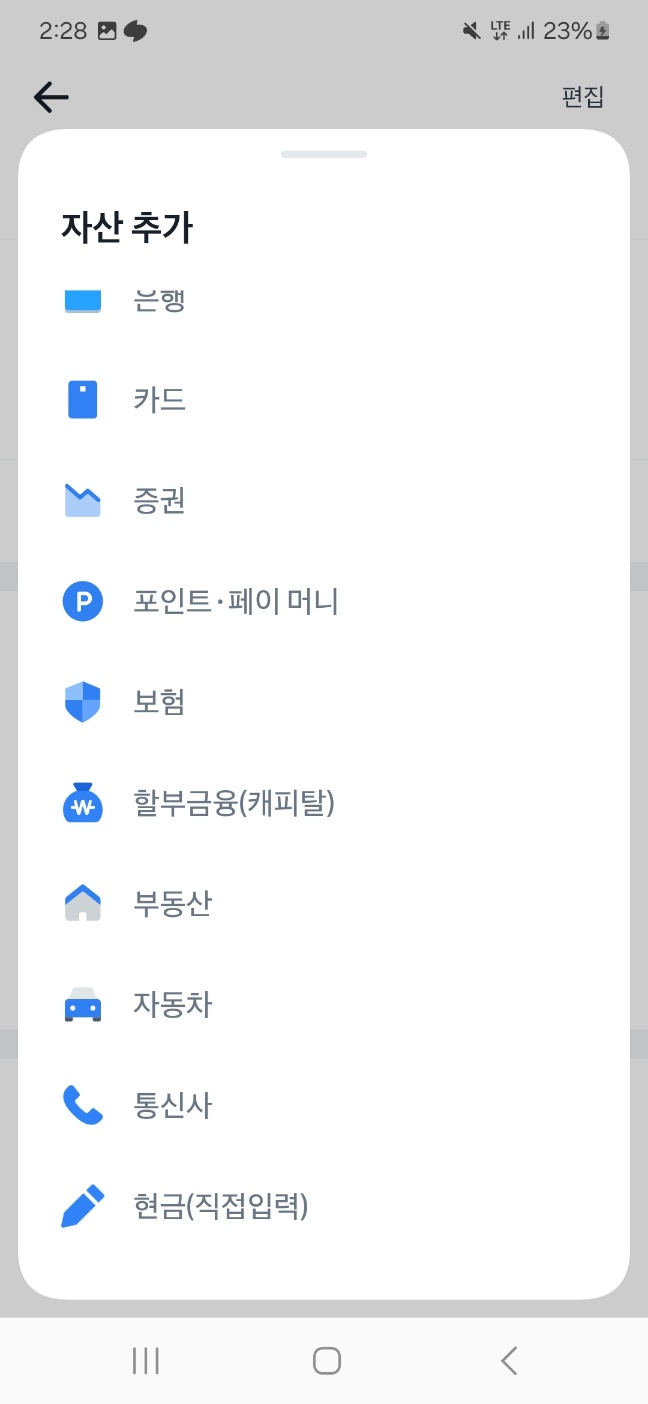 2:28
LTE
23%
편집
자산 추가
은행
카드
증권
P
포인트·페이 머니
보험
W
할부금융(캐피탈)
부동산
자동차
통신사
현금(직접입력)